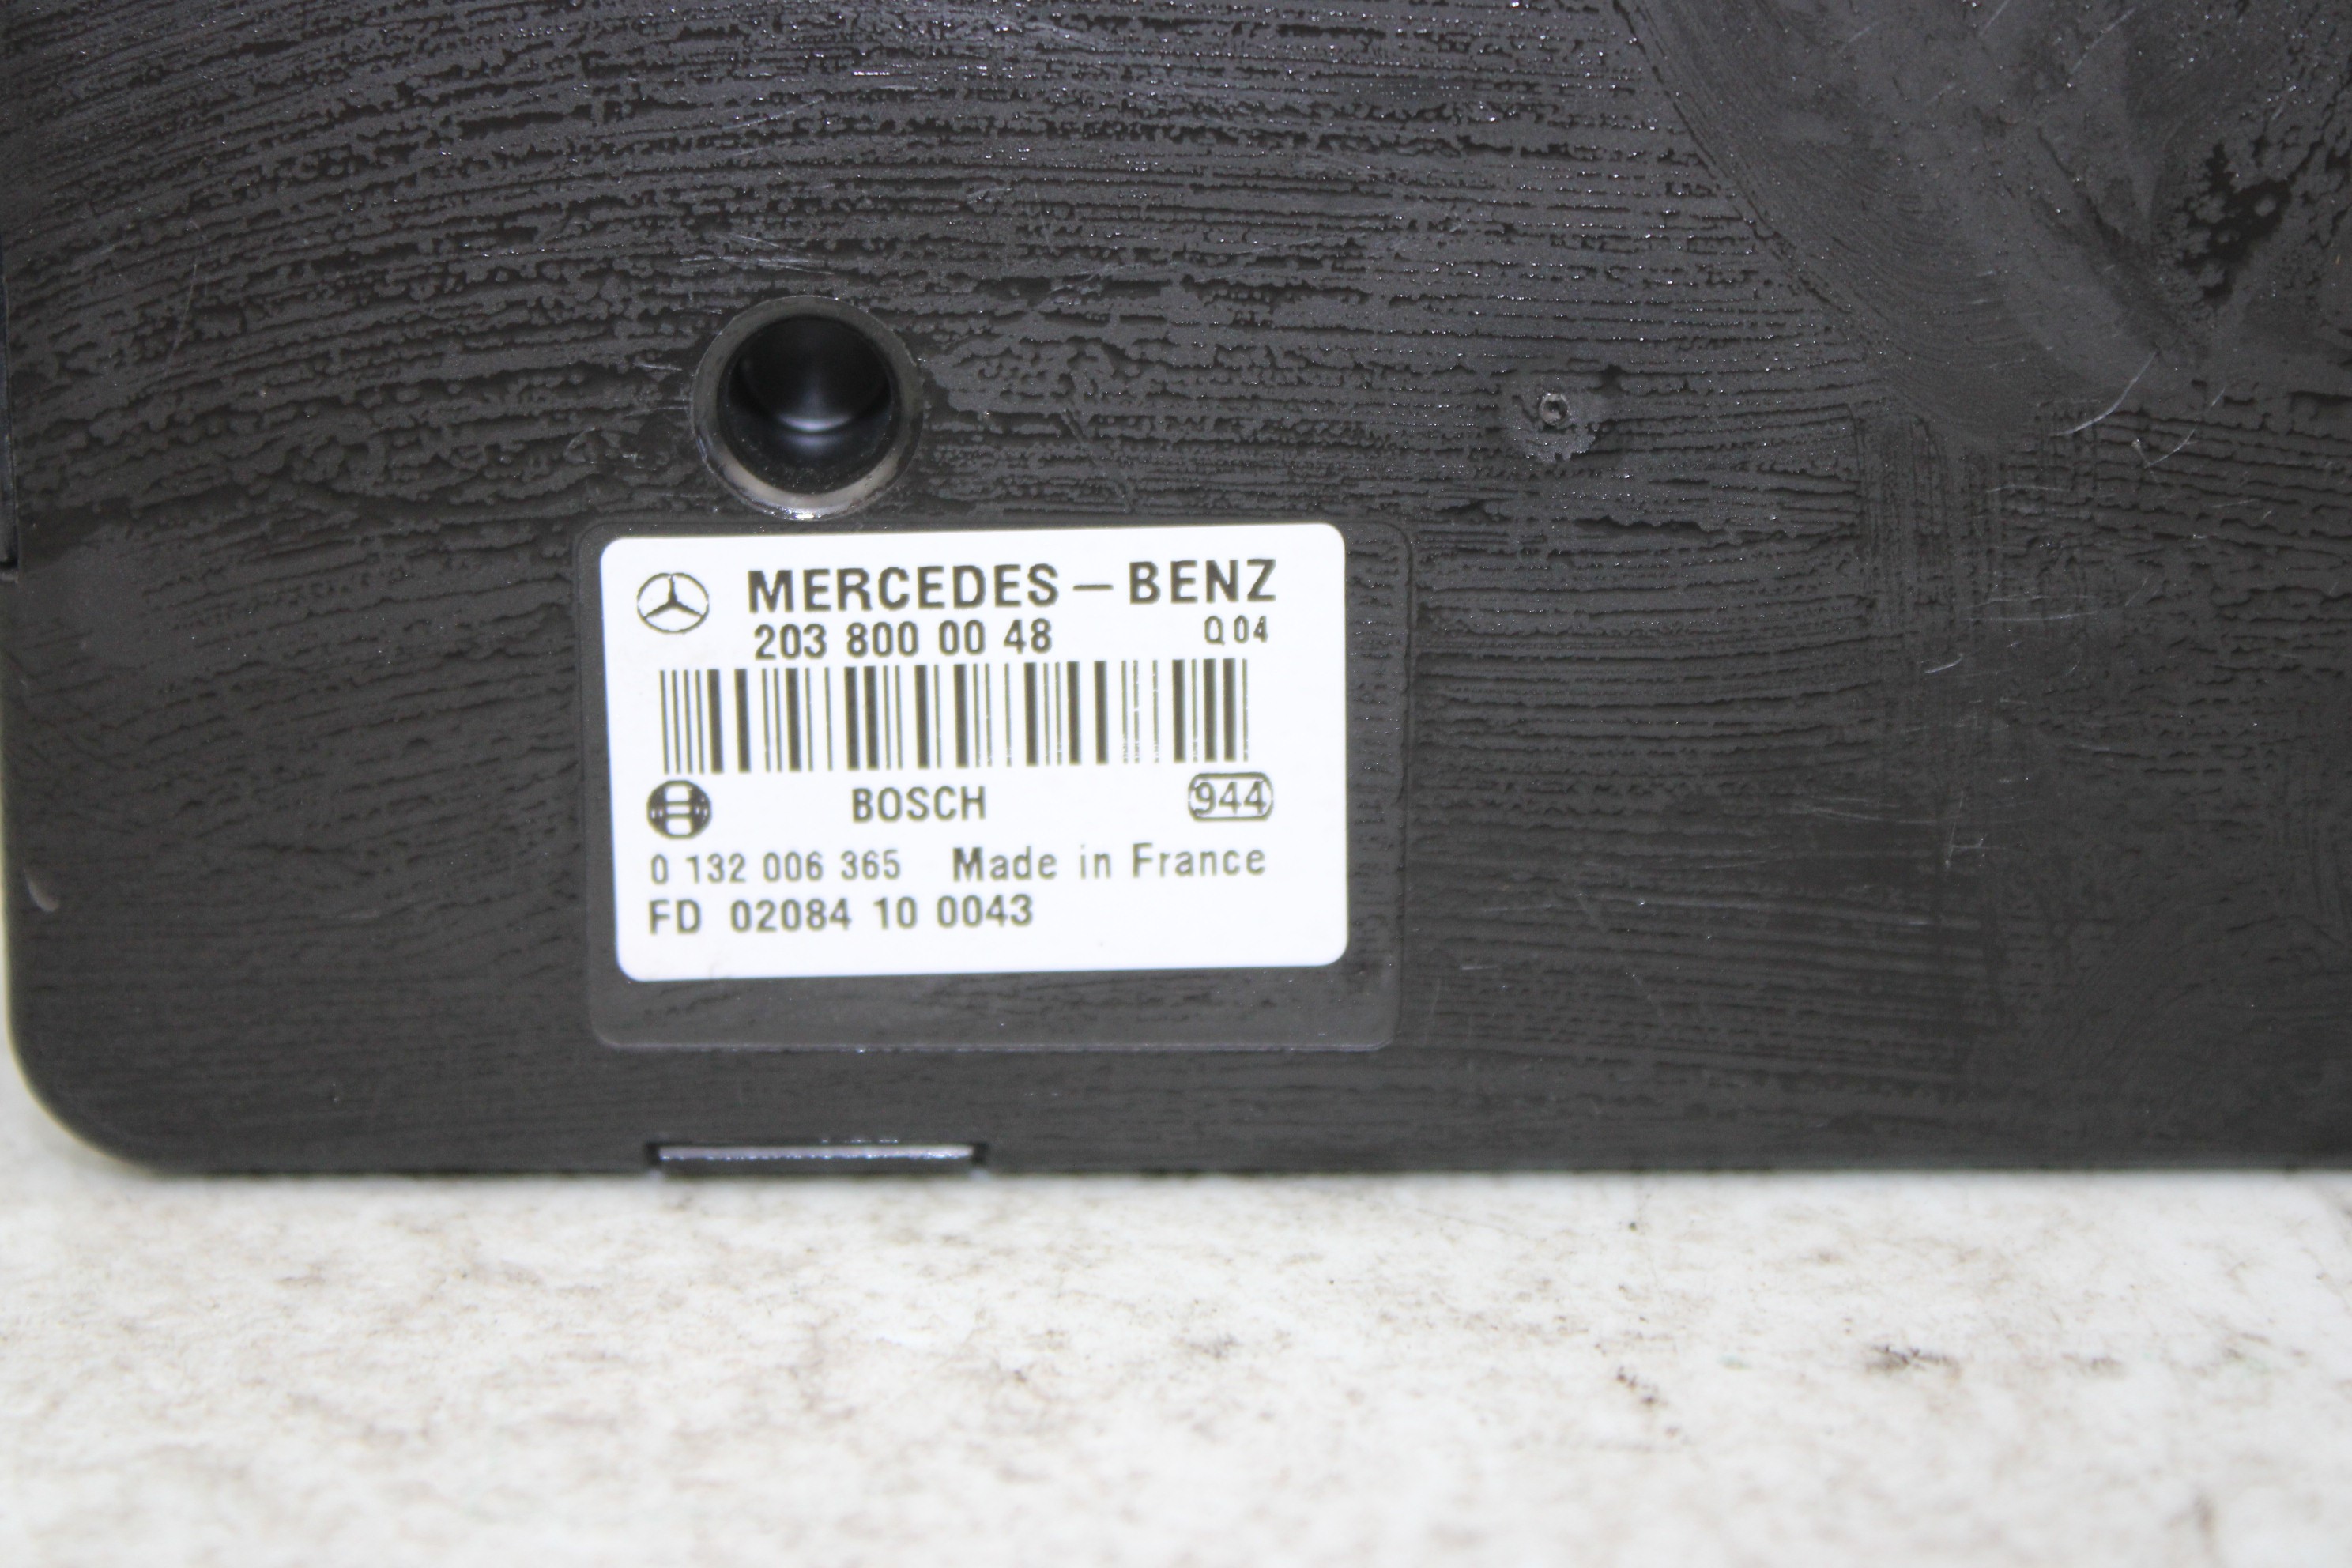 MERCEDES – BENZ
203 800 00 48 Q 04
BOSCH 944
0 132 006 365 Made in France
FD 02084 10 0043